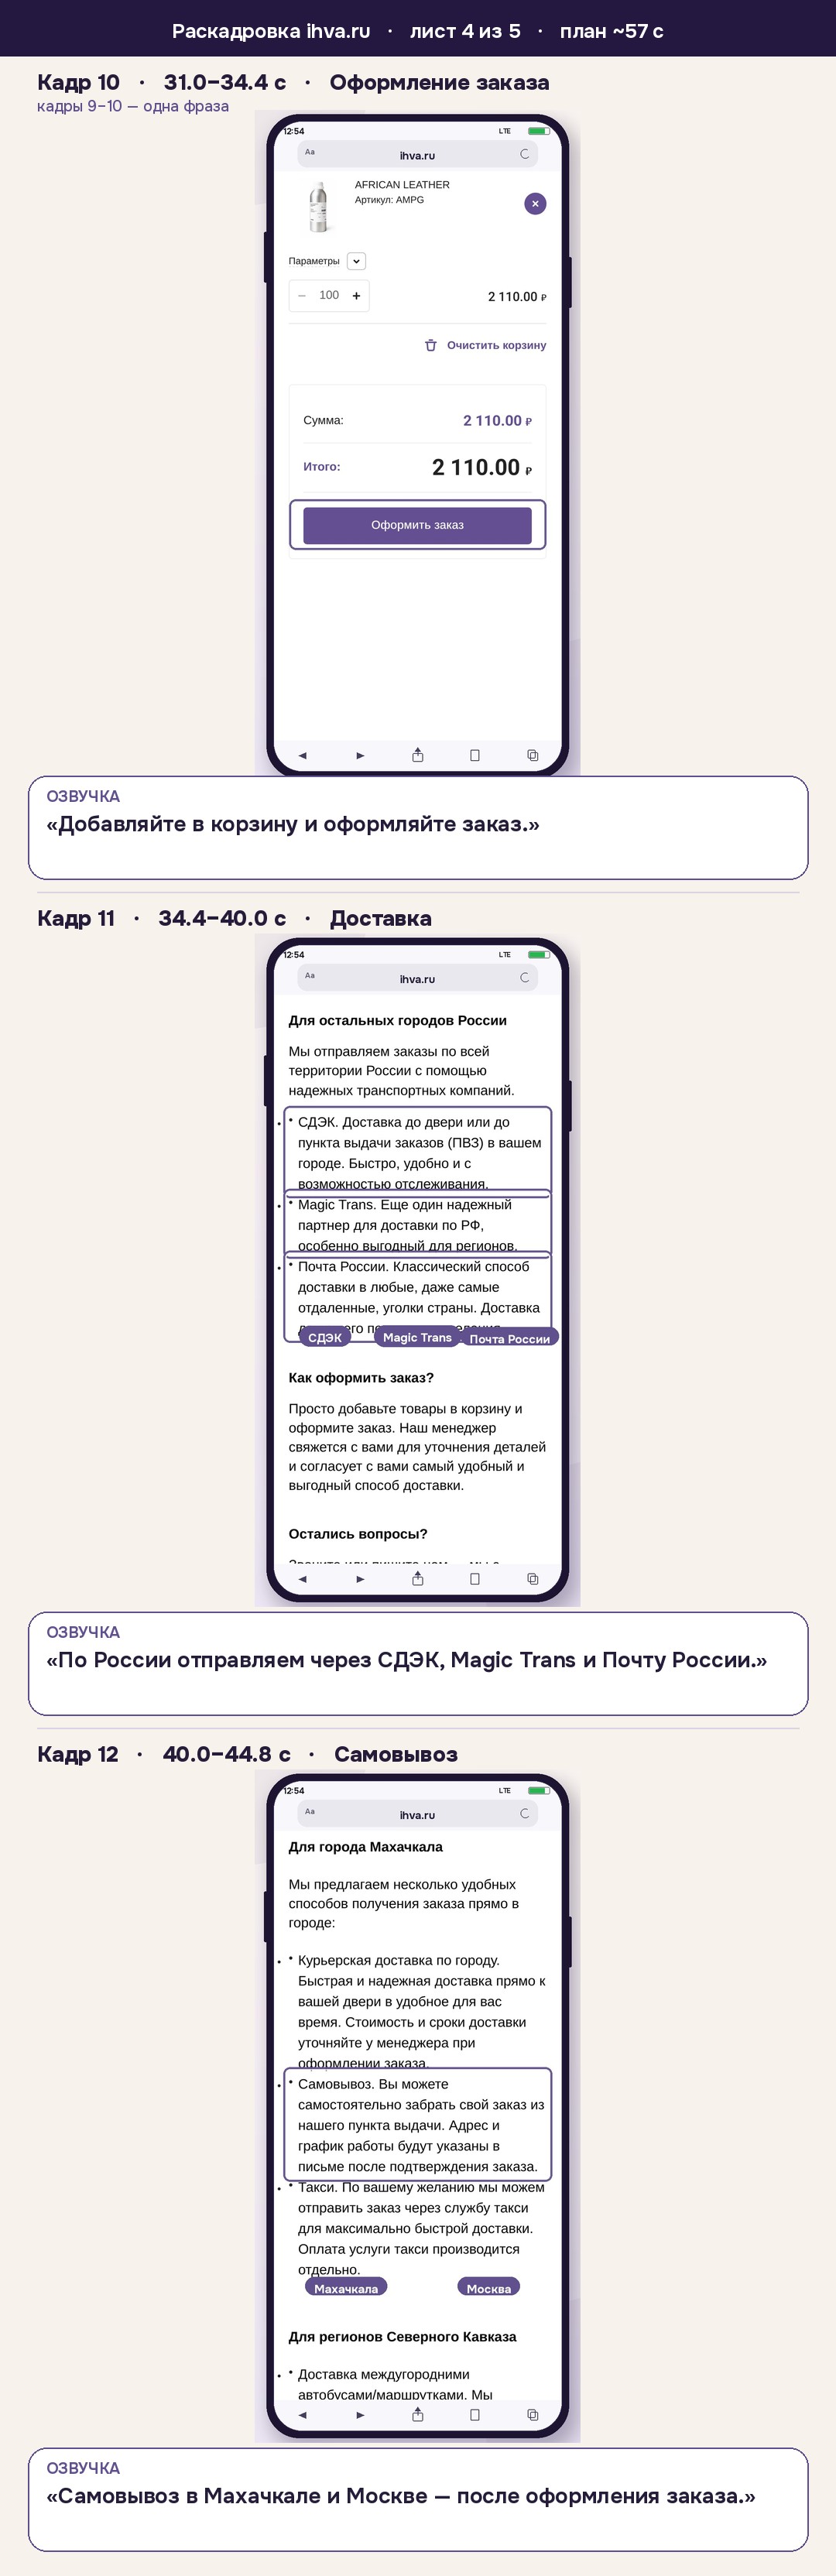 Раскадровка ihva.ru · лист 4 из 5 · план ~57 с
Кадр 10 · 31.0–34.4 с · Оформление заказа
кадры 9–10 — одна фраза
12:54 LTE
Aa ihva.ru
AFRICAN LEATHER
Артикул: AMPG
Параметры
− 100 + 2 110.00 ₽
Очистить корзину
Сумма: 2 110.00 ₽
Итого: 2 110.00 ₽
Оформить заказ
ОЗВУЧКА
«Добавляйте в корзину и оформляйте заказ.»
Кадр 11 · 34.4–40.0 с · Доставка
12:54 LTE
Aa ihva.ru
Для остальных городов России
Мы отправляем заказы по всей
территории России с помощью
надежных транспортных компаний.
• • СДЭК. Доставка до двери или до
пункта выдачи заказов (ПВЗ) в вашем
городе. Быстро, удобно и с
возможностью отслеживания.
• • Magic Trans. Еще один надежный
партнер для доставки по РФ,
особенно выгодный для регионов.
• • Почта России. Классический способ
доставки в любые, даже самые
отдаленные, уголки страны. Доставка
СДЭК Magic Trans Почта России
Как оформить заказ?
Просто добавьте товары в корзину и
оформите заказ. Наш менеджер
свяжется с вами для уточнения деталей
и согласует с вами самый удобный и
выгодный способ доставки.
Остались вопросы?
ОЗВУЧКА
«По России отправляем через СДЭК, Magic Trans и Почту России.»
Кадр 12 · 40.0–44.8 с · Самовывоз
12:54 LTE
Aa ihva.ru
Для города Махачкала
Мы предлагаем несколько удобных
способов получения заказа прямо в
городе:
• • Курьерская доставка по городу.
Быстрая и надежная доставка прямо к
вашей двери в удобное для вас
время. Стоимость и сроки доставки
уточняйте у менеджера при
оформлении заказа.
• • Самовывоз. Вы можете
самостоятельно забрать свой заказ из
нашего пункта выдачи. Адрес и
график работы будут указаны в
письме после подтверждения заказа.
• • Такси. По вашему желанию мы можем
отправить заказ через службу такси
для максимально быстрой доставки.
Оплата услуги такси производится
отдельно.
Махачкала Москва
Для регионов Северного Кавказа
• • Доставка междугородними
автобусами/маршрутками. Мы
ОЗВУЧКА
«Самовывоз в Махачкале и Москве — после оформления заказа.»